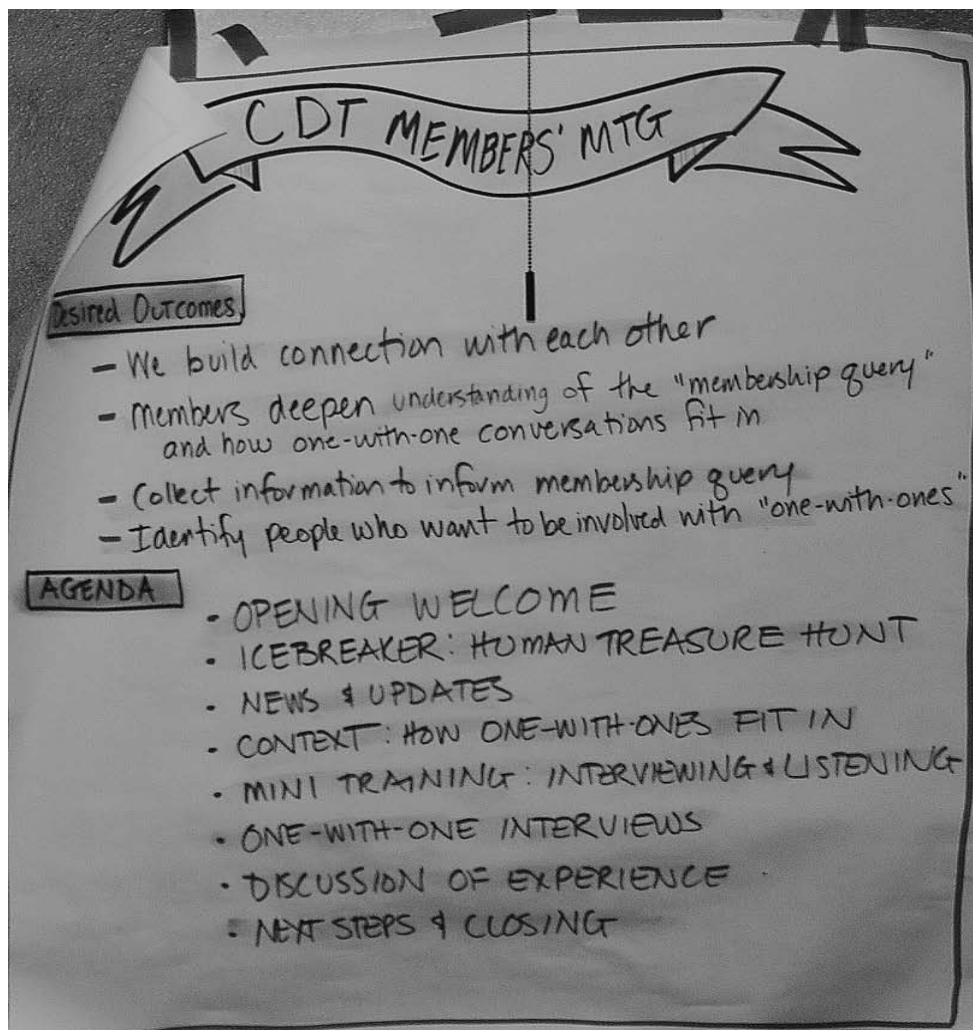 CDT MEMBERS' MTG
Desired Outcomes
- We build connection with each other
- Members deepen understanding of the "membership query"
and how one-with-one conversations fit in
- Collect information to inform membership query
- Identify people who want to be involved with "one-with-ones"
AGENDA
• OPENING WELCOME
• ICEBREAKER: HUMAN TREASURE HUNT
• NEWS & UPDATES
• CONTEXT: HOW ONE-WITH-ONES FIT IN
• MINI TRAINING: INTERVIEWING & LISTENING
• ONE-WITH-ONE INTERVIEWS
• DISCUSSION OF EXPERIENCE
• NEXT STEPS & CLOSING